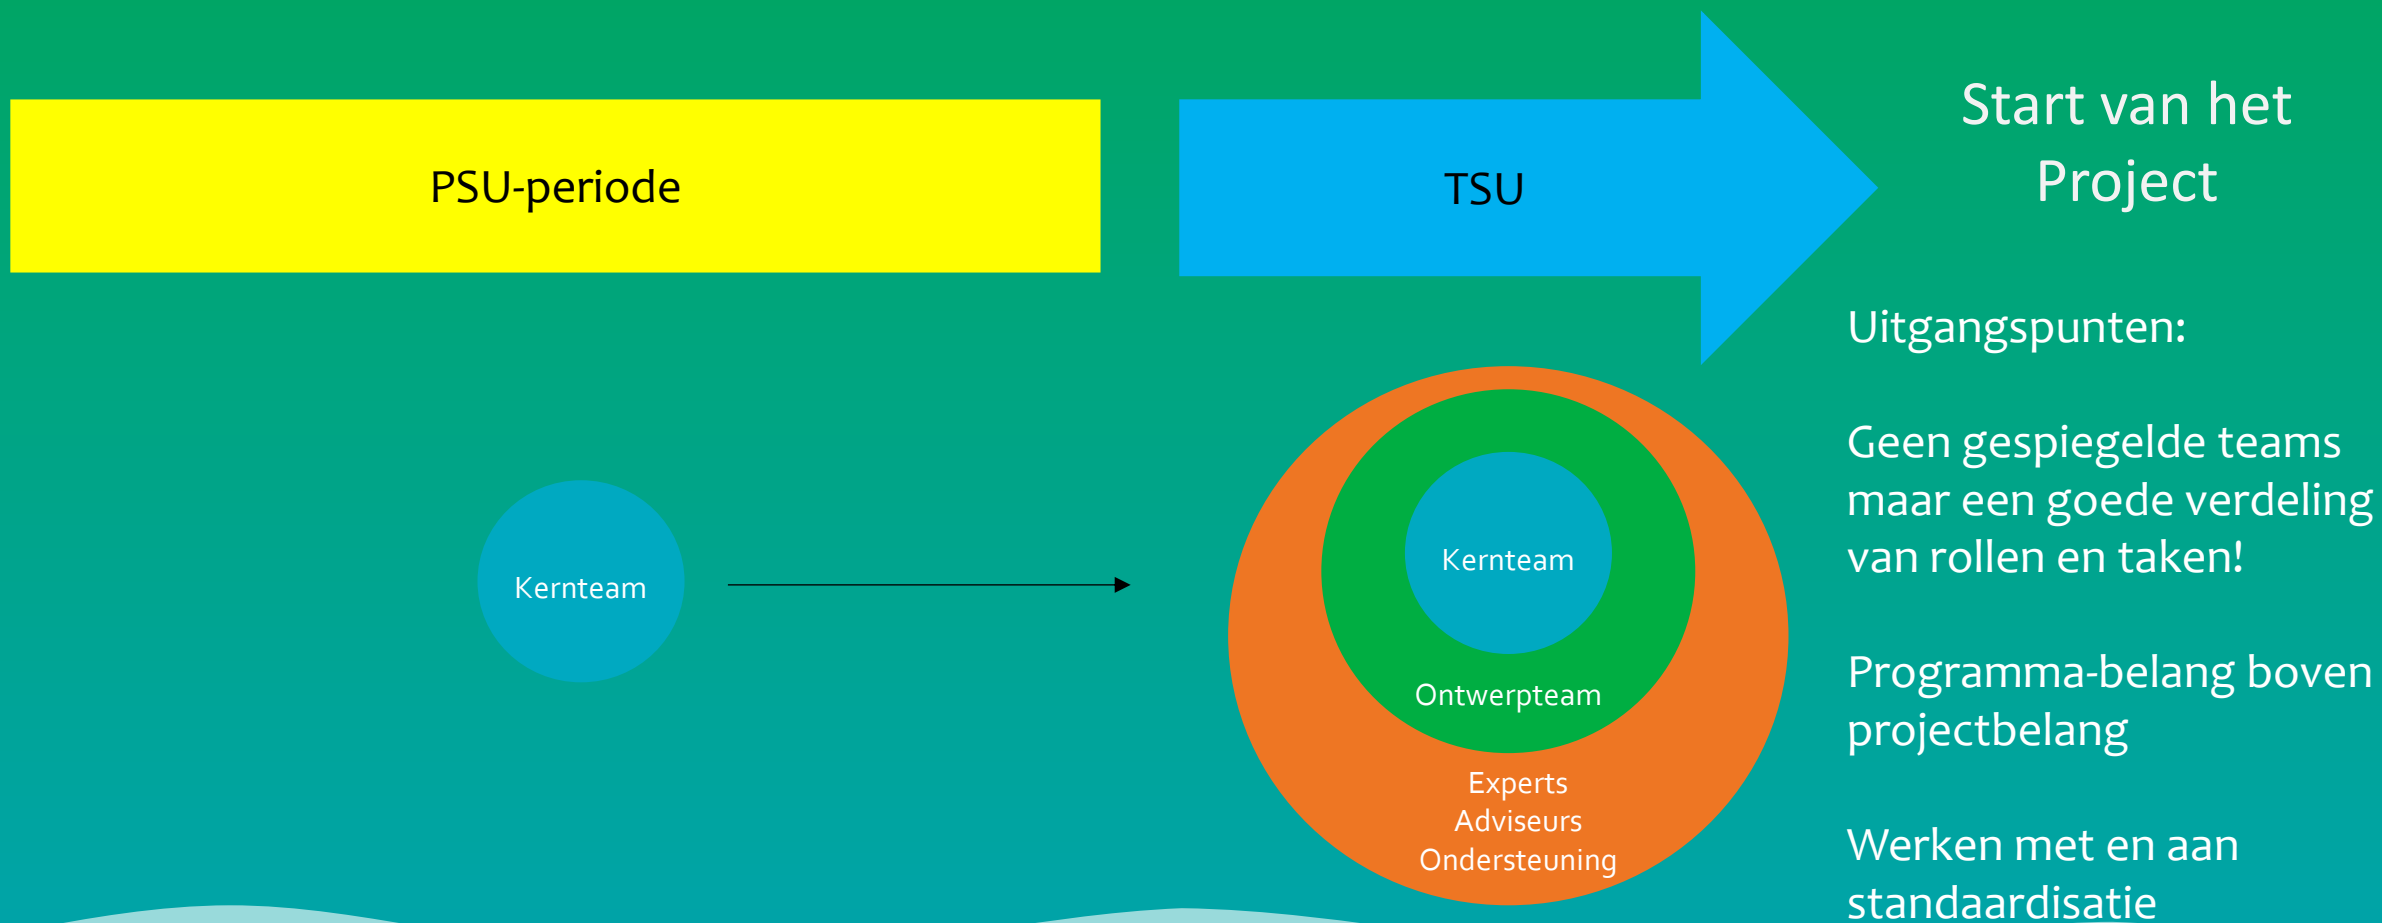 PSU-periode
TSU
Start van het
Project
Kernteam
Kernteam
Ontwerpteam
Experts
Adviseurs
Ondersteuning
Uitgangspunten:
Geen gespiegelde teams
maar een goede verdeling
van rollen en taken!
Programma-belang boven
projectbelang
Werken met en aan
standaardisatie